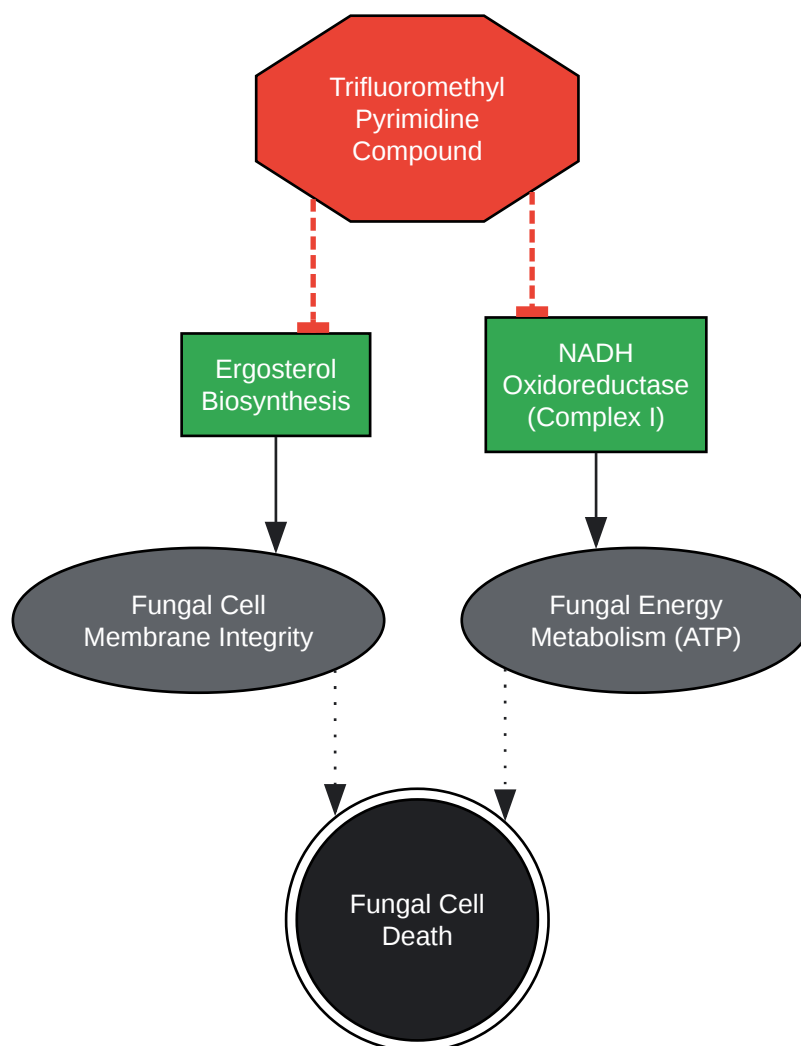 Trifluoromethyl
Pyrimidine
Compound
Ergosterol
Biosynthesis
NADH
Oxidoreductase
(Complex I)
Fungal Cell
Membrane Integrity
Fungal Energy
Metabolism (ATP)
Fungal Cell
Death